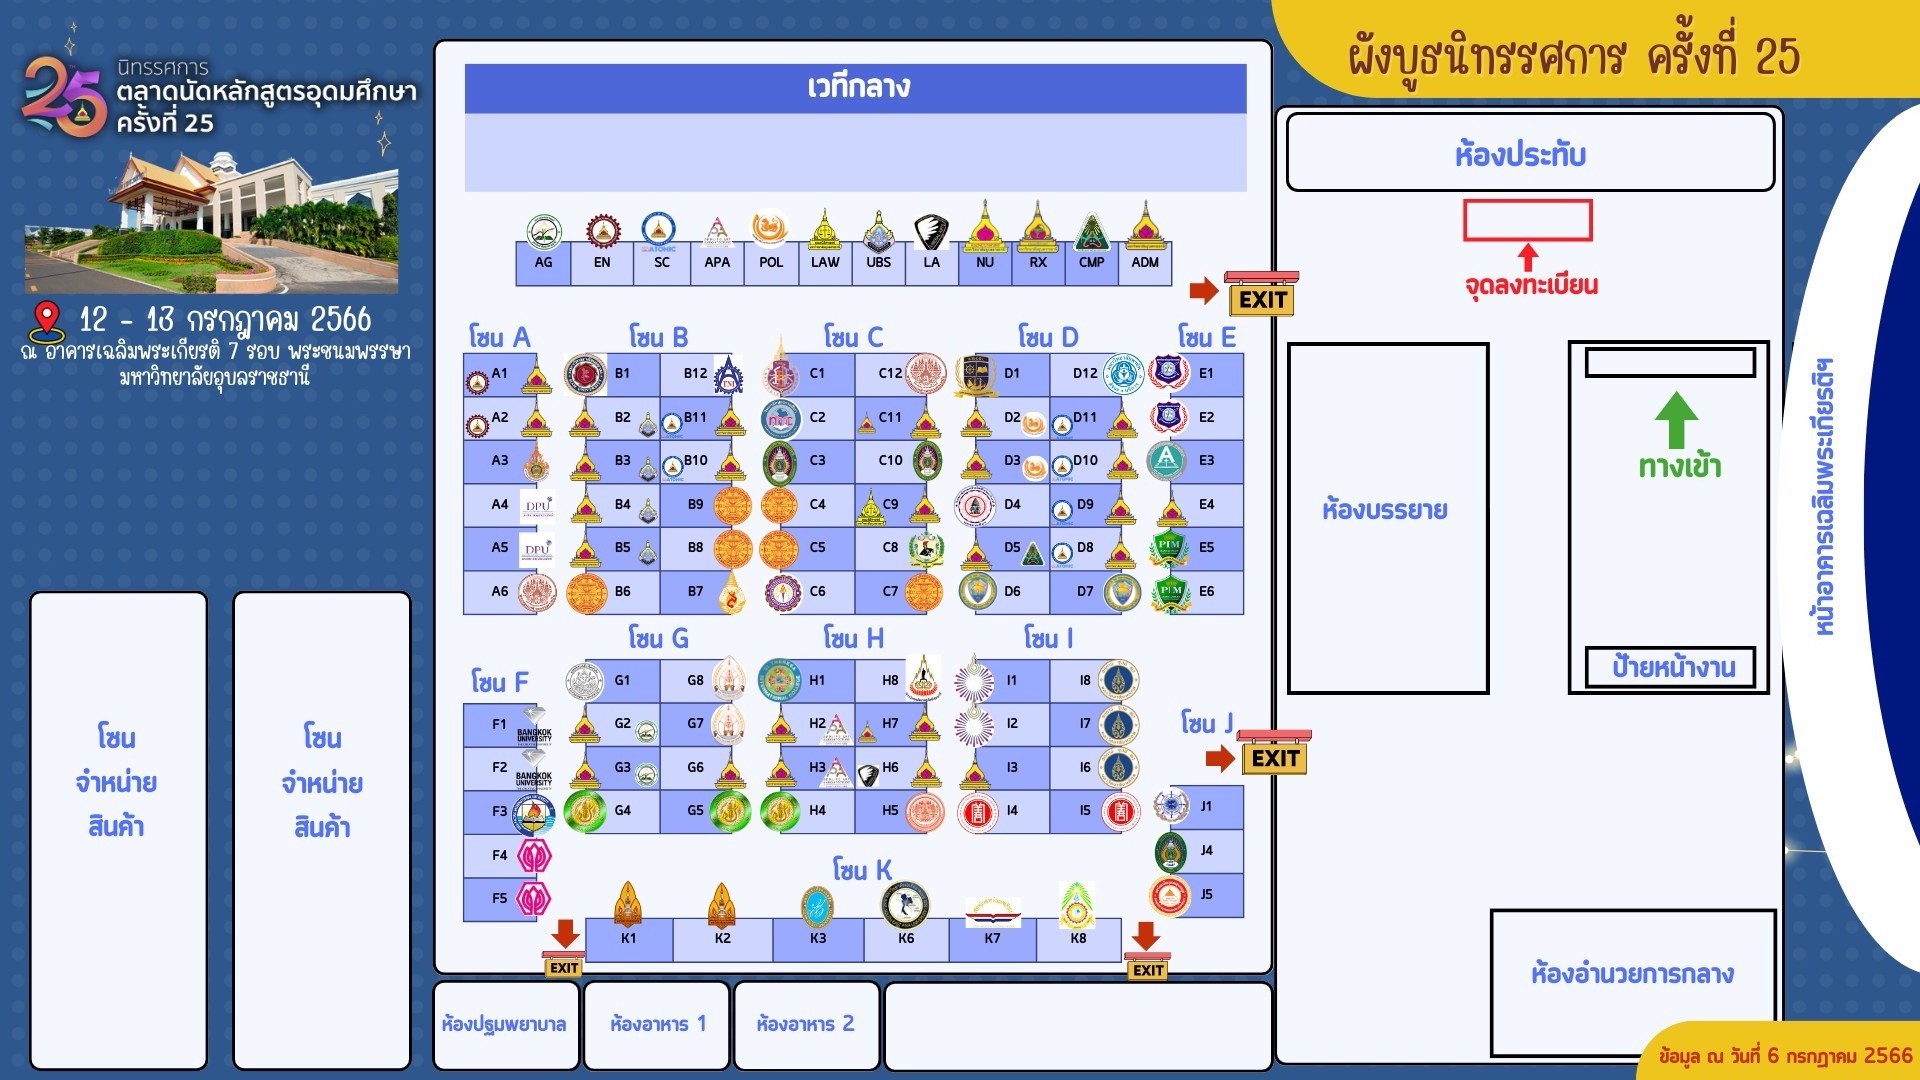 นิทรรศการ
ตลาดนัดหลักสูตรอุดมศึกษา
ครั้งที่ 25
12 - 13 กรกฎาคม 2566
ณ อาคารเฉลิมพระเกียรติ 7 รอบ พระชนมพรรษา
มหาวิทยาลัยอุบลราชธานี
ผังบูธนิทรรศการ ครั้งที่ 25
เวทีกลาง
AG EN SC APA POL LAW UBS LA NU RX CMP ADM
EXIT
โซน A โซน B โซน C โซน D โซน E
A1 B1 B12 C1 C12 D1 D12 E1
A2 B2 B11 C2 C11 D2 D11 E2
A3 B3 B10 C3 C10 D3 D10 E3
A4 B4 B9 C4 C9 D4 D9 E4
A5 B5 B8 C5 C8 D5 D8 E5
A6 B6 B7 C6 C7 D6 D7 E6
DPU
DPU
TNI
PIM
PIM
โซน G โซน H โซน I
โซน F
G1 G8 H1 H8 I1 I8
F1 G2 G7 H2 H7 I2 I7
F2 G3 G6 H3 H6 I3 I6
F3 G4 G5 H4 H5 I4 I5
F4
F5
BANGKOK
UNIVERSITY
BANGKOK
UNIVERSITY
โซน J
EXIT
J1
J4
J5
โซน K
K1 K2 K3 K6 K7 K8
EXIT
EXIT
โซน
จำหน่าย
สินค้า
โซน
จำหน่าย
สินค้า
ห้องปฐมพยาบาล
ห้องอาหาร 1
ห้องอาหาร 2
ห้องประทับ
จุดลงทะเบียน
ห้องบรรยาย
ทางเข้า
ป้ายหน้างาน
หน้าอาคารเฉลิมพระเกียรติฯ
ห้องอำนวยการกลาง
ข้อมูล ณ วันที่ 6 กรกฎาคม 2566